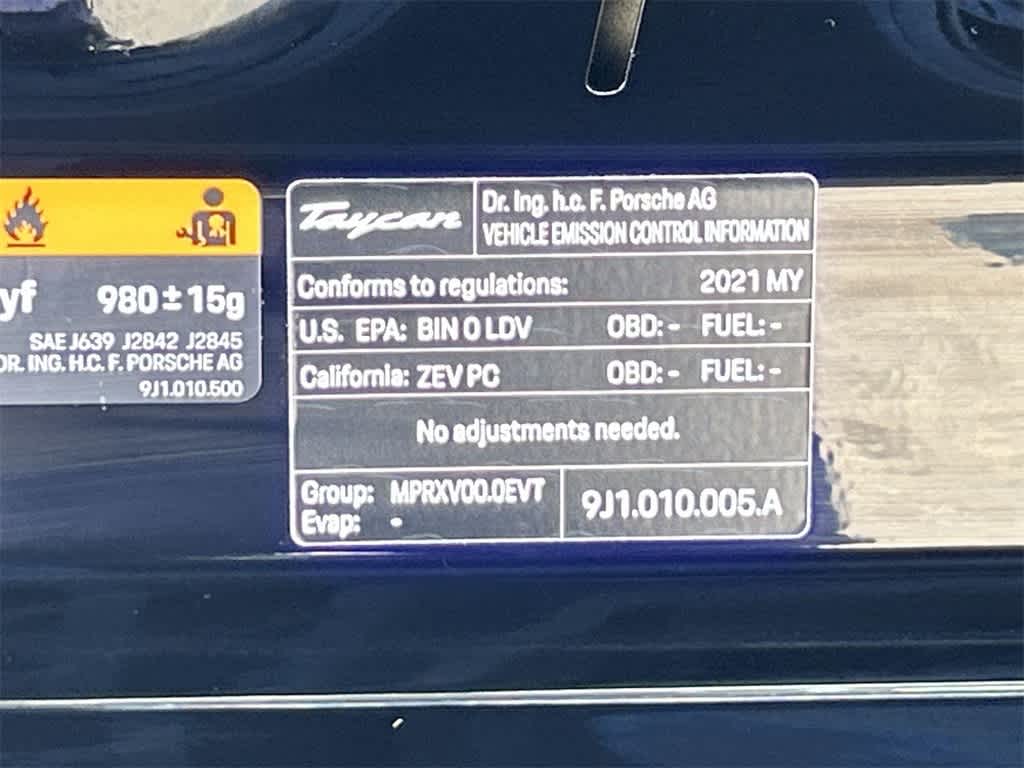 yf 980 ± 15g
SAE J639 J2842 J2845
DR. ING. H.C. F. PORSCHE AG
9J1.010.500
Taycan
Dr. Ing. h.c. F. Porsche AG
VEHICLE EMISSION CONTROL INFORMATION
Conforms to regulations: 2021 MY
U.S. EPA: BIN 0 LDV OBD: - FUEL: -
California: ZEV PC OBD: - FUEL: -
No adjustments needed.
Group: MPRXV00.0EVT
Evap: -
9J1.010.005.A